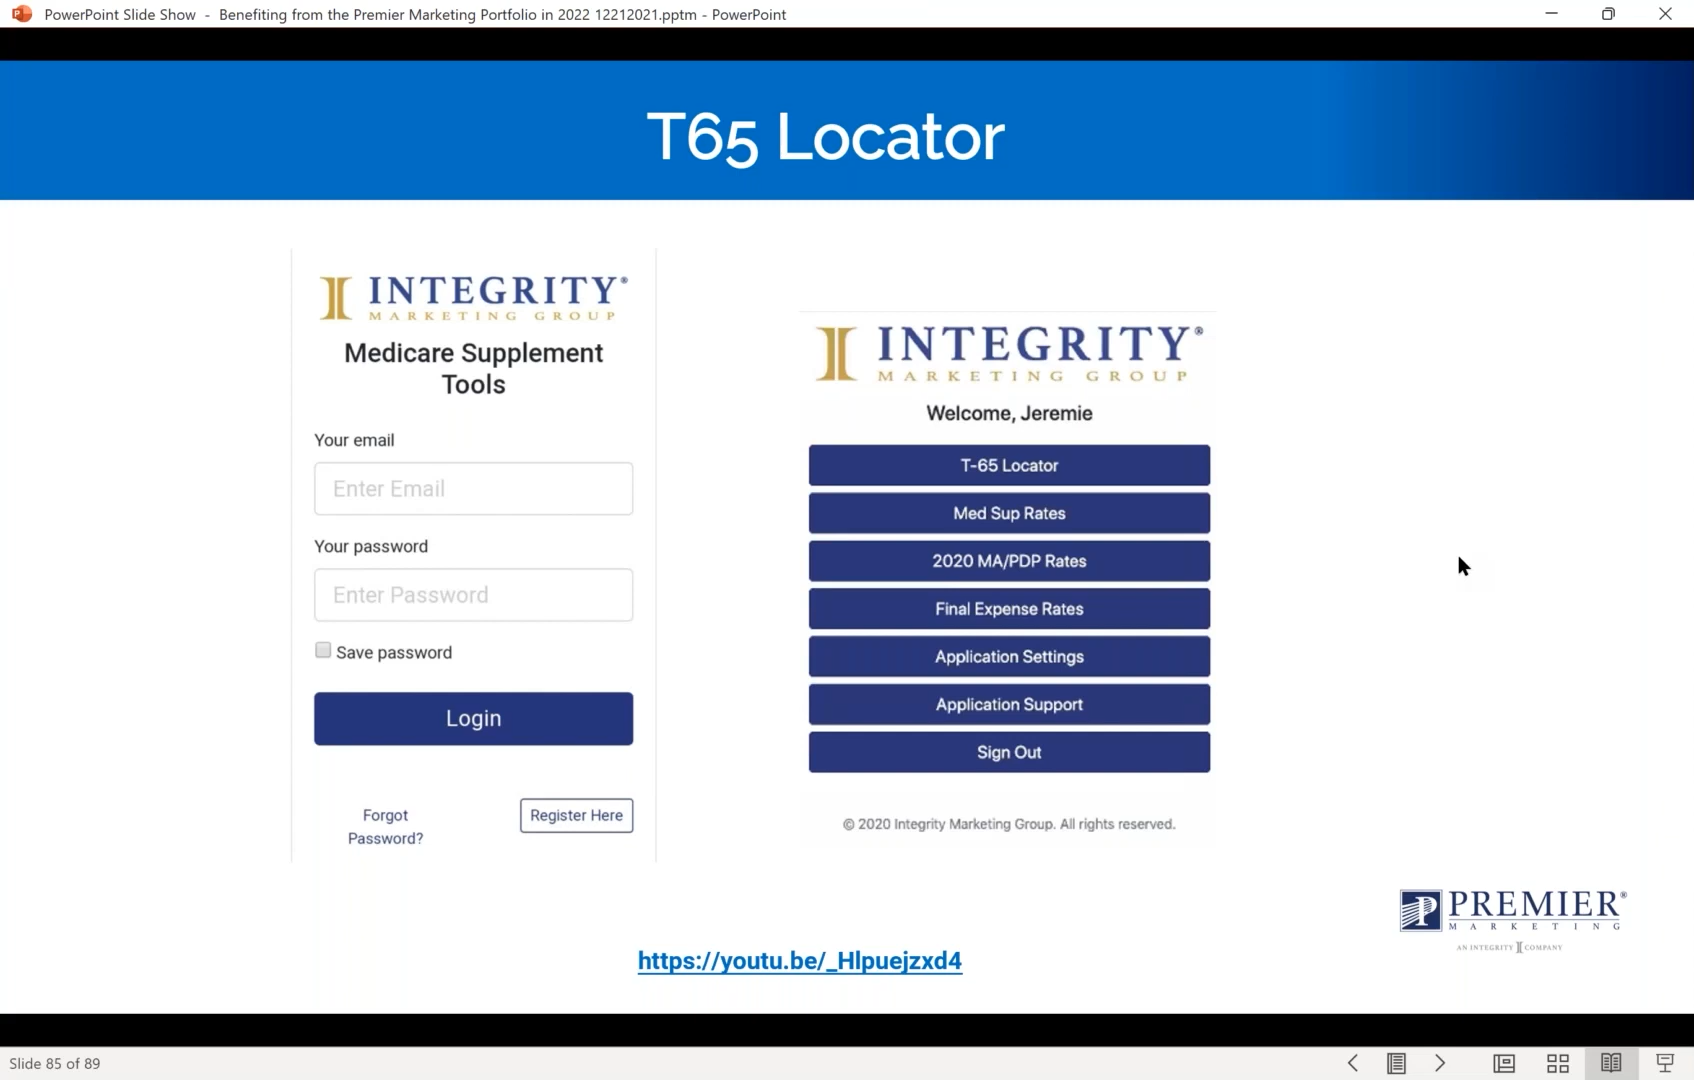 PowerPoint Slide Show - Benefiting from the Premier Marketing Portfolio in 2022 12212021.pptm - PowerPoint
T65 Locator
INTEGRITY®
MARKETING GROUP
Medicare Supplement
Tools
Your email
Enter Email
Your password
Enter Password
Save password
Login
Forgot
Password?
Register Here
INTEGRITY®
MARKETING GROUP
Welcome, Jeremie
T-65 Locator
Med Sup Rates
2020 MA/PDP Rates
Final Expense Rates
Application Settings
Application Support
Sign Out
© 2020 Integrity Marketing Group. All rights reserved.
PREMIER®
MARKETING
AN INTEGRITY COMPANY
https://youtu.be/_Hlpuejzxd4
Slide 85 of 89